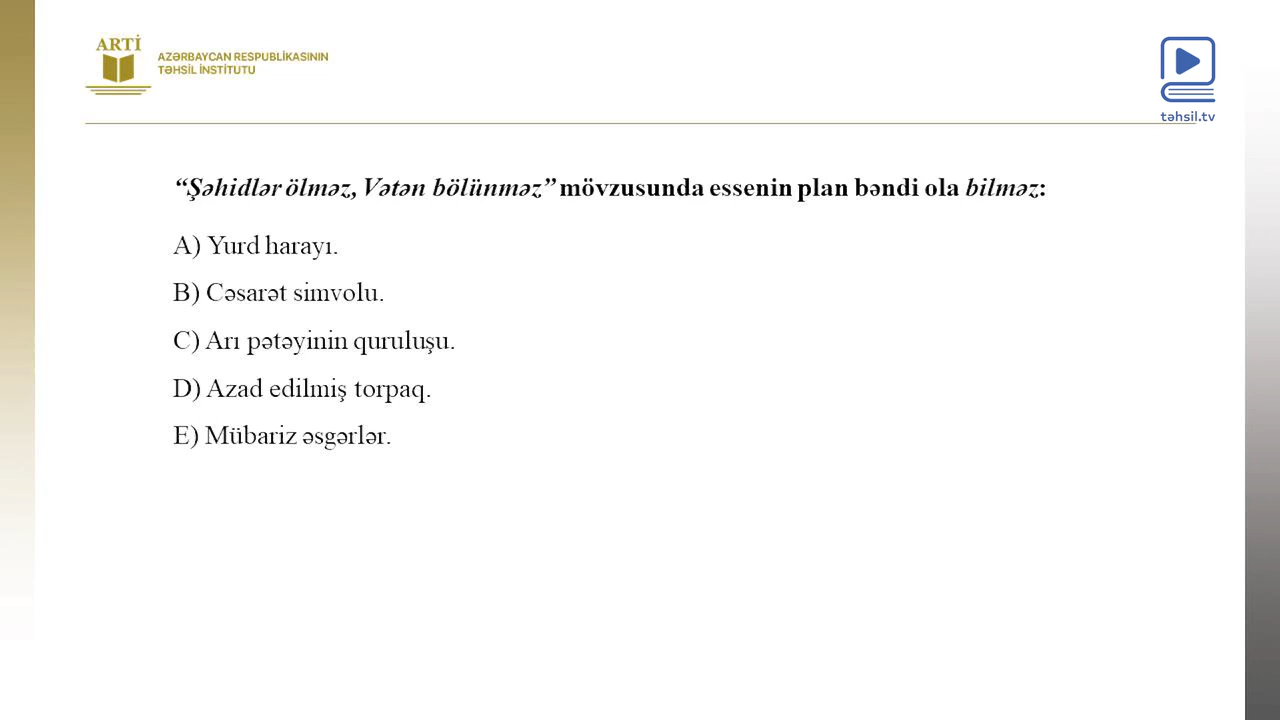 ARTİ
AZƏRBAYCAN RESPUBLİKASININ
TƏHSİL İNSTİTUTU
təhsil.tv
“Şəhidlər ölməz, Vətən bölünməz” mövzusunda essenin plan bəndi ola bilməz:
A) Yurd harayı.
B) Cəsarət simvolu.
C) Arı pətəyinin quruluşu.
D) Azad edilmiş torpaq.
E) Mübariz əsgərlər.